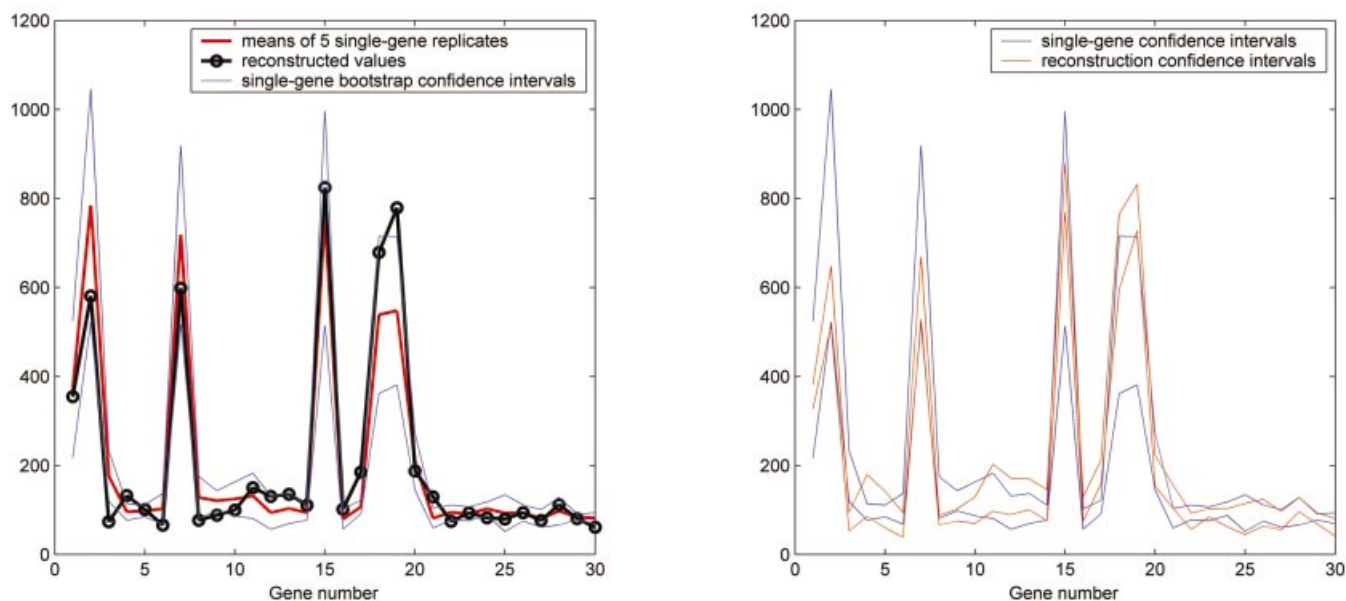 1200
1000
800
600
400
200
0
means of 5 single-gene replicates
reconstructed values
single-gene bootstrap confidence intervals
0 5 10 15 20 25 30
Gene number
1200
1000
800
600
400
200
0
single-gene confidence intervals
reconstruction confidence intervals
0 5 10 15 20 25 30
Gene number